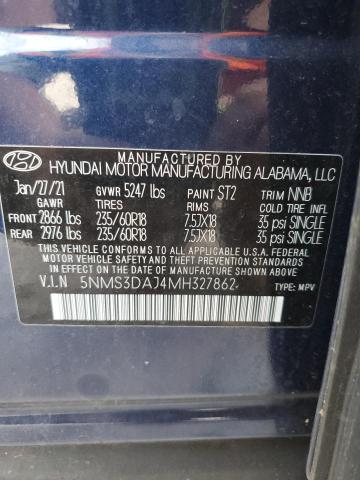 HYUNDAI MOTOR MANUFACTURING ALABAMA, LLC
Jan/27/21 GVWR 5247 lbs PAINT ST2 TRIM NNB
GAWR TIRES RIMS COLD TIRE INFL.
FRONT 2866 lbs 235/60R18 7.5JX18 35 psi SINGLE
REAR 2976 lbs 235/60R18 7.5JX18 35 psi SINGLE
THIS VEHICLE CONFORMS TO ALL APPLICABLE U.S.A. FEDERAL
MOTOR VEHICLE SAFETY, BUMPER, AND THEFT PREVENTION
STANDARDS IN EFFECT ON THE DATE OF MANUFACTURE SHOWN ABOVE.
V.I.N 5NMS3DAJ4MH327862
TYPE: MPV